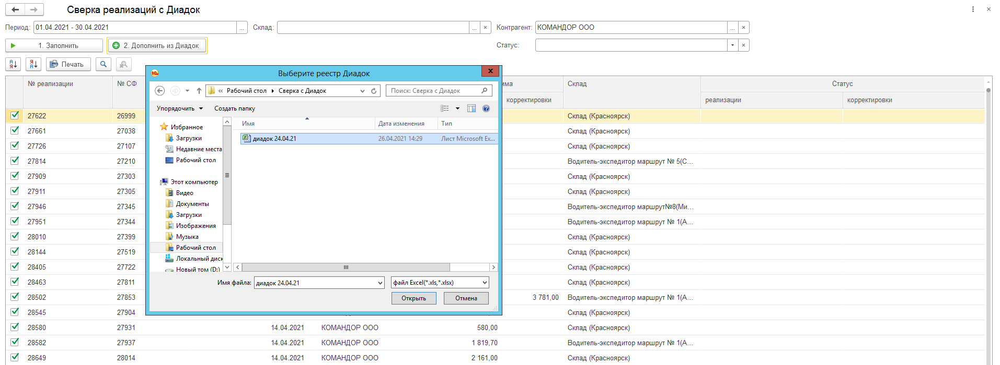 Сверка реализаций с Диадок
Период: 01.04.2021 - 30.04.2021 ... Склад: ... × Контрагент: КОМАНДОР ООО ... ×
1. Заполнить 2. Дополнить из Диадок Статус: ×
Печать
№ реализации № СФ Склад Статус
корректировки реализации корректировки
Выберите реестр Диадок
« Рабочий стол Сверка с Диадок Поиск: Сверка с Диадок
Упорядочить Создать папку
Избранное
Загрузки
Недавние места
Рабочий стол
Этот компьютер
Видео
Документы
Загрузки
Изображения
Музыка
Рабочий стол
Локальный диск
Новый том (D:)
Имя Дата изменения Тип
диадок 24.04.21 26.04.2021 14:29 Лист Microsoft Ex...
Имя файла: диадок 24.04.21 файл Excel(*.xls,*.xlsx)
Открыть Отмена
27622 26999 Склад (Красноярск)
27661 27038 Склад (Красноярск)
27726 27107 Склад (Красноярск)
27814 27210 Водитель-экспедитор маршрут № 5(С...
27909 27303 Склад (Красноярск)
27911 27305 Склад (Красноярск)
27946 27345 Водитель-экспедитор маршрут№8(Ми...
27951 27344 Водитель-экспедитор маршрут № 1(А...
28010 27399 Склад (Красноярск)
28144 27519 Склад (Красноярск)
28405 27722 Склад (Красноярск)
28463 27811 Склад (Красноярск)
28502 27853 3 781,00 Водитель-экспедитор маршрут № 1(А...
28545 27904 Склад (Красноярск)
28580 27931 14.04.2021 КОМАНДОР ООО 580,00 Склад (Красноярск)
28582 27937 14.04.2021 КОМАНДОР ООО 1 819,70 Водитель-экспедитор маршрут № 1(А...
28649 28014 14.04.2021 КОМАНДОР ООО 2 161,00 Склад (Красноярск)